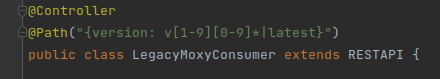 @Controller
@Path("{version: v[1-9][0-9]*|latest}")
public class LegacyMoxyConsumer extends RESTAPI {